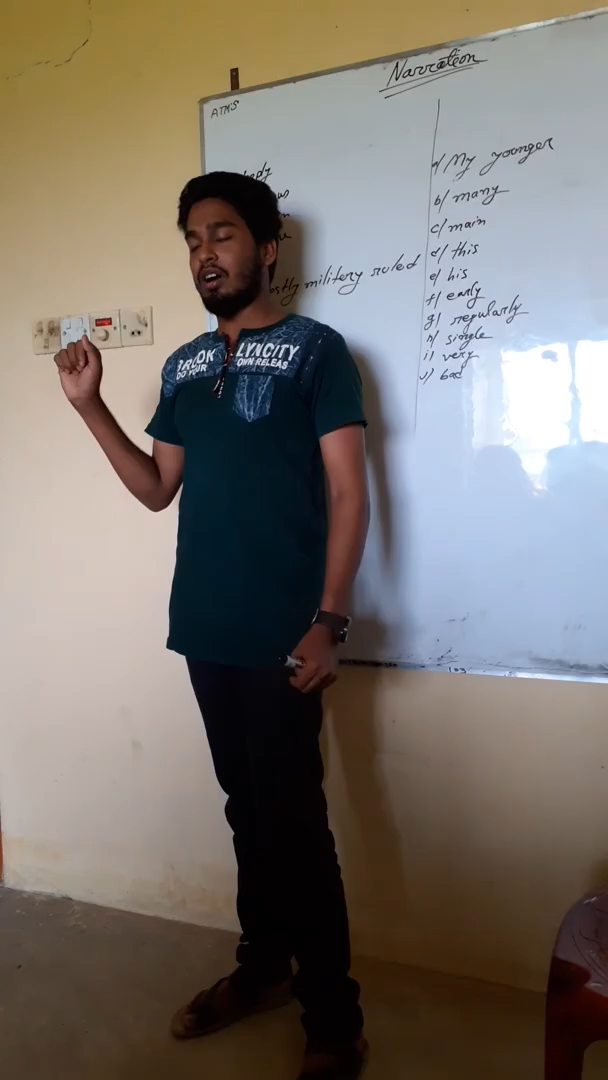 Narration
ATMS
a) My younger
b) many
c) main
d) this
e) his
f) early
g) regularly
h) single
i) very
j) bad
military ruled
BROOK LYNCITY
DO YOUR OWN RELEAS